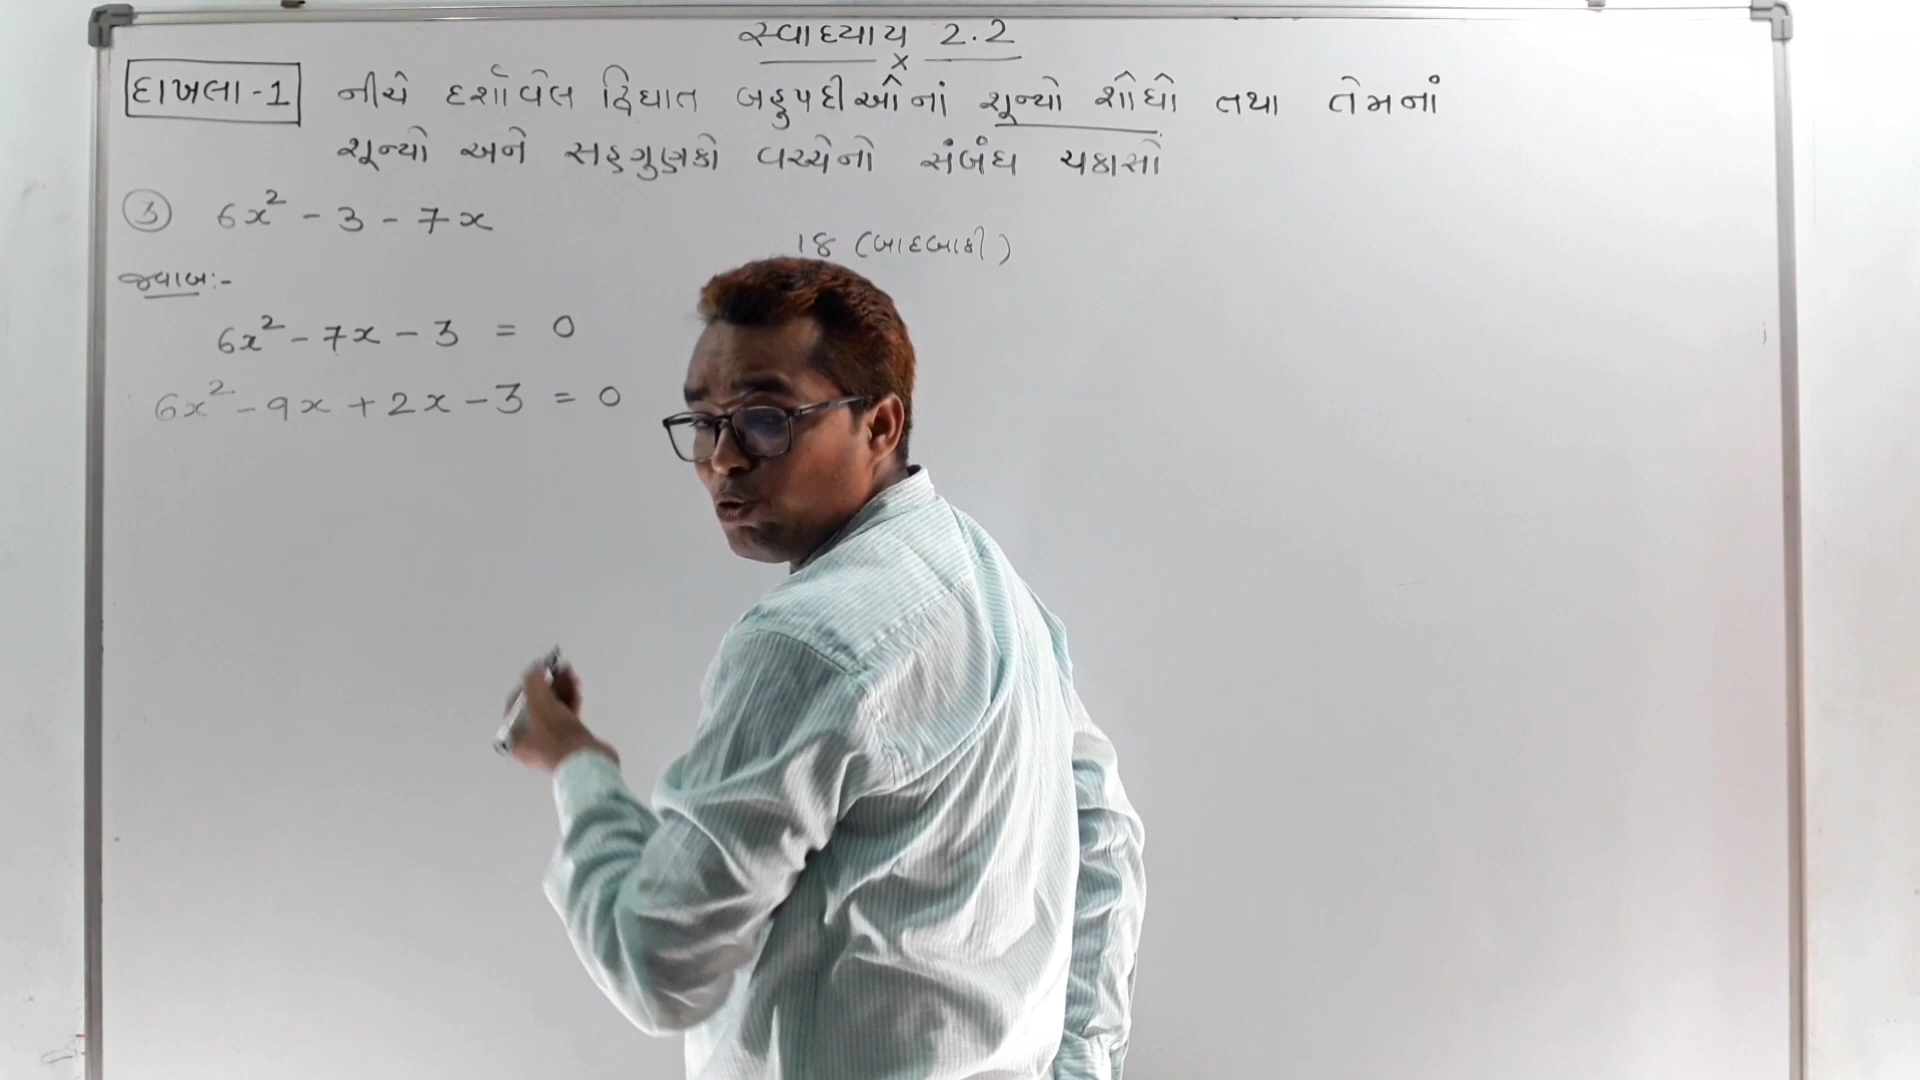 સ્વાધ્યાય 2.2
x
દાખલા-1 નીચે દર્શાવેલ દ્વિઘાત બહુપદીઓનાં શૂન્યો શોધો તથા તેમનાં
શૂન્યો અને સહગુણકો વચ્ચેનો સંબંધ ચકાસો
③ 6x² - 3 - 7x
18 (બાદબાકી)
જવાબ:-
6x² - 7x - 3 = 0
6x² - 9x + 2x - 3 = 0